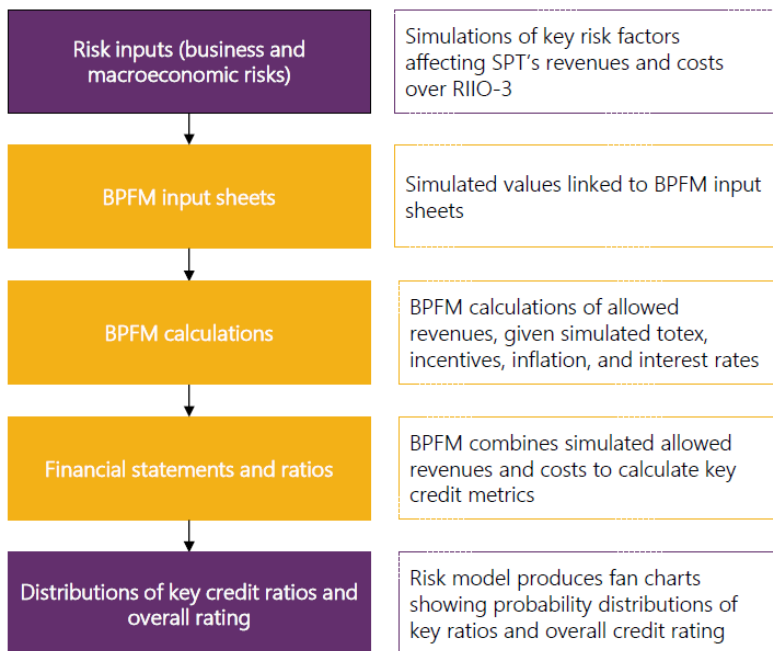 Risk inputs (business and
macroeconomic risks)
Simulations of key risk factors
affecting SPT's revenues and costs
over RIIO-3
BPFM input sheets
Simulated values linked to BPFM input
sheets
BPFM calculations
BPFM calculations of allowed
revenues, given simulated totex,
incentives, inflation, and interest rates
Financial statements and ratios
BPFM combines simulated allowed
revenues and costs to calculate key
credit metrics
Distributions of key credit ratios and
overall rating
Risk model produces fan charts
showing probability distributions of
key ratios and overall credit rating